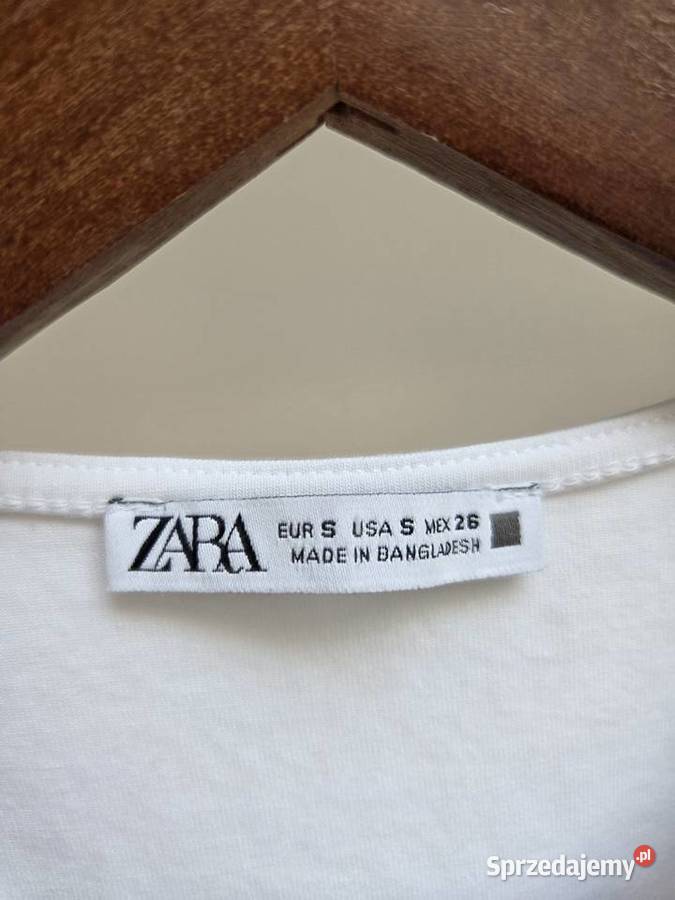 ZARA
EUR S USA S MEX 26
MADE IN BANGLADESH
Sprzedajemy.pl